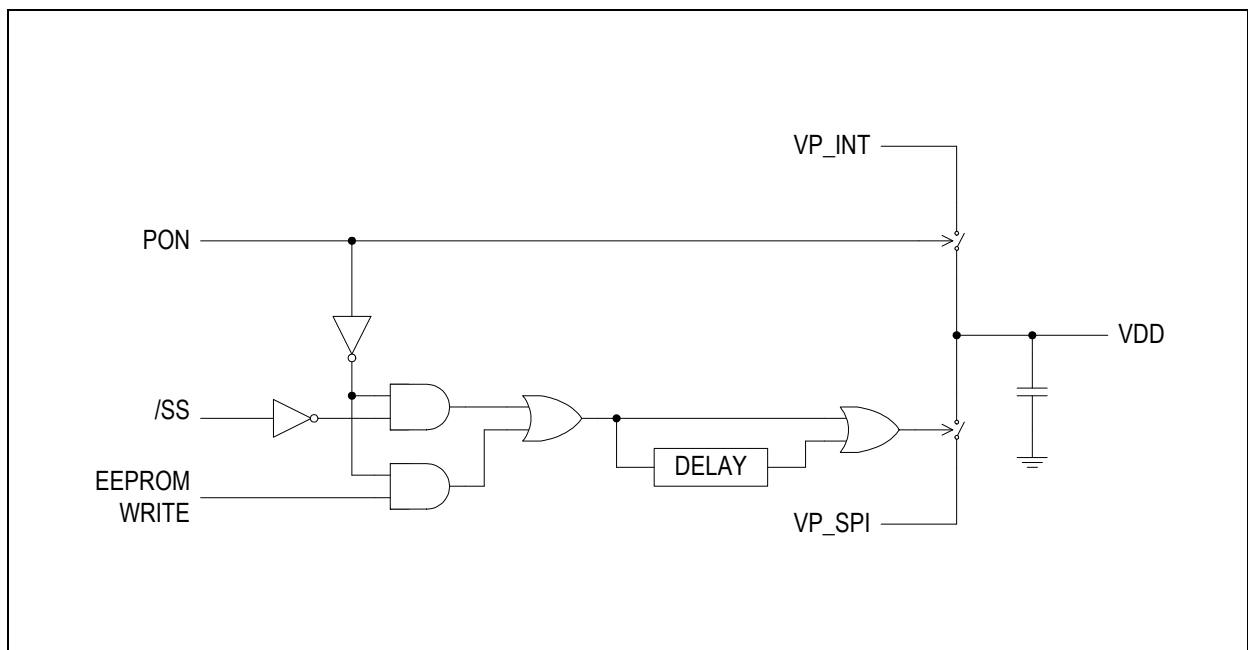 VP_INT
PON
VDD
/SS
DELAY
EEPROM
WRITE
VP_SPI